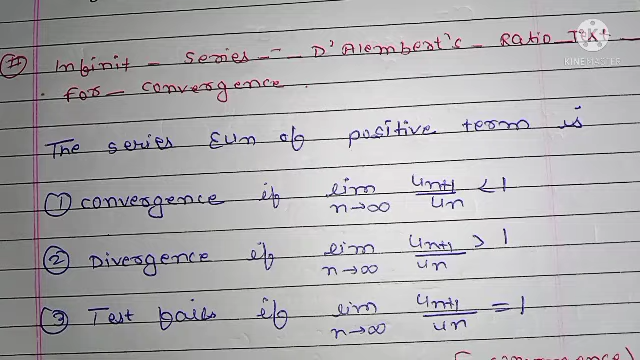 # Infinit - Series - D'Alembert's - Ratio Test -
For - Convergence
The series Σun of positive term is
① Convergence if lim n→∞ un+1/un < 1
② Divergence if lim n→∞ un+1/un > 1
③ Test fails if lim n→∞ un+1/un = 1
KINEMASTER